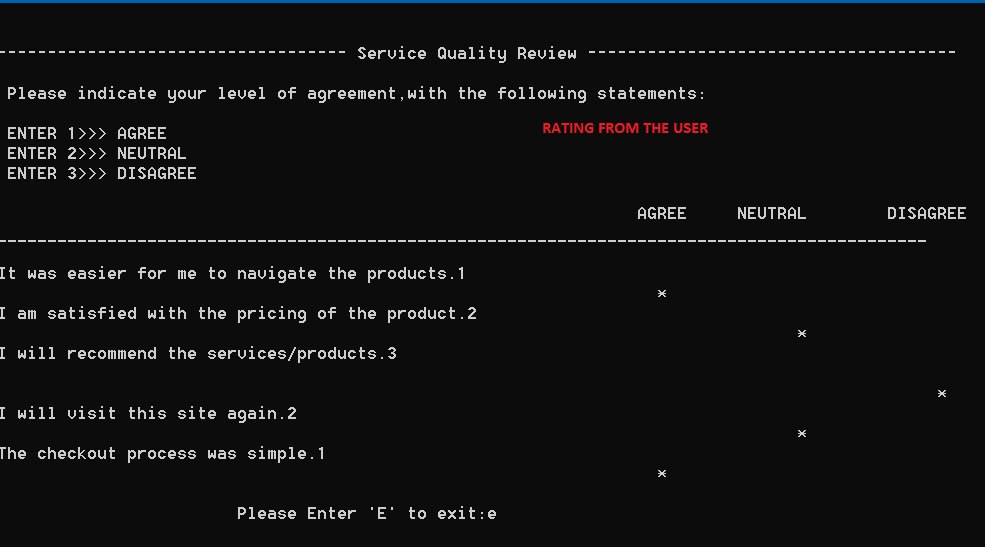 ---------------------------------- Service Quality Review -------------------------------------
Please indicate your level of agreement,with the following statements:
ENTER 1>>> AGREE
RATING FROM THE USER
ENTER 2>>> NEUTRAL
ENTER 3>>> DISAGREE
AGREE NEUTRAL DISAGREE
---------------------------------------------------------------------------------------------
It was easier for me to navigate the products.1
*
I am satisfied with the pricing of the product.2
*
I will recommend the services/products.3
*
I will visit this site again.2
*
The checkout process was simple.1
*
Please Enter 'E' to exit:e